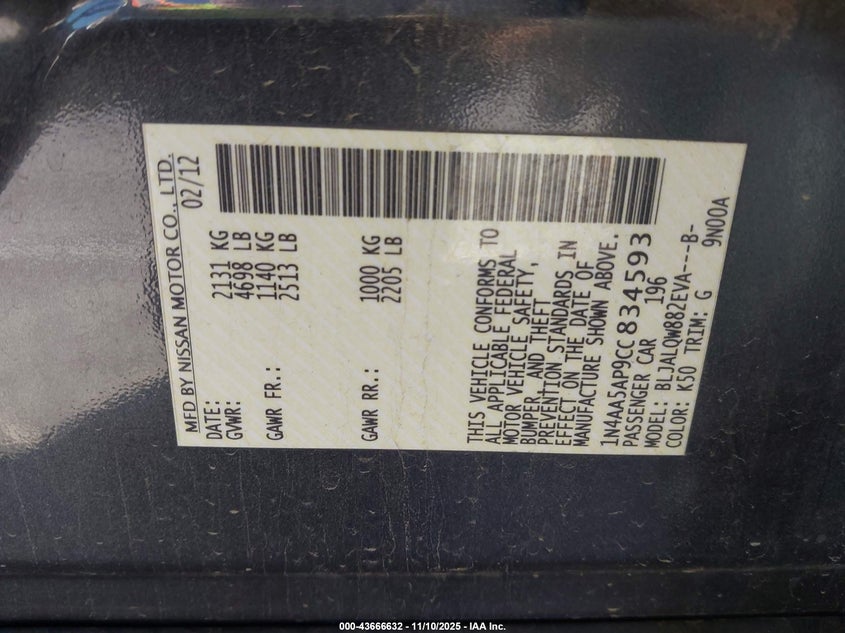 MFD BY NISSAN MOTOR CO., LTD.
DATE: 02/12
GVWR: 2131 KG
4698 LB
GAWR FR.: 1140 KG
2513 LB
GAWR RR.: 1000 KG
2205 LB
THIS VEHICLE CONFORMS TO
ALL APPLICABLE FEDERAL
MOTOR VEHICLE SAFETY,
BUMPER, AND THEFT
PREVENTION STANDARDS IN
EFFECT ON THE DATE OF
MANUFACTURE SHOWN ABOVE.
1N4AA5AP9CC834593
PASSENGER CAR 196
MODEL: BLJALQW882EVA---B-
COLOR: K50 TRIM: G 9N00A
000-43666632 - 11/10/2025 - IAA Inc.